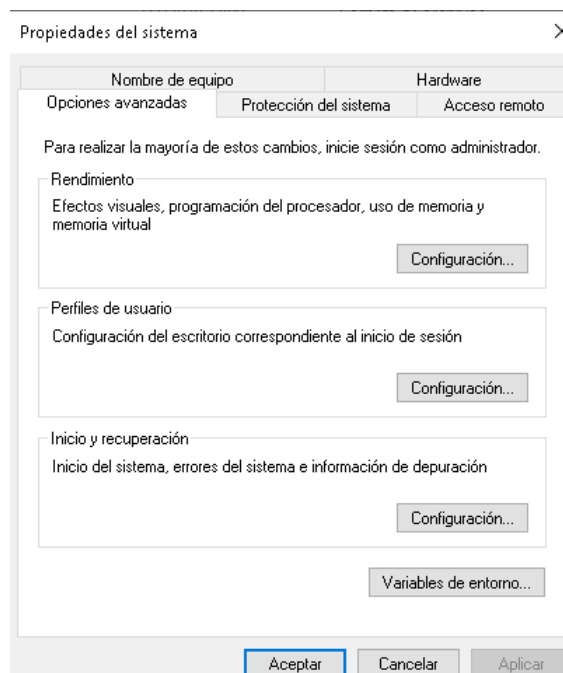 Propiedades del sistema
Nombre de equipo
Hardware
Opciones avanzadas
Protección del sistema
Acceso remoto
Para realizar la mayoría de estos cambios, inicie sesión como administrador.
Rendimiento
Efectos visuales, programación del procesador, uso de memoria y
memoria virtual
Configuración...
Perfiles de usuario
Configuración del escritorio correspondiente al inicio de sesión
Configuración...
Inicio y recuperación
Inicio del sistema, errores del sistema e información de depuración
Configuración...
Variables de entorno...
Aceptar
Cancelar
Aplicar